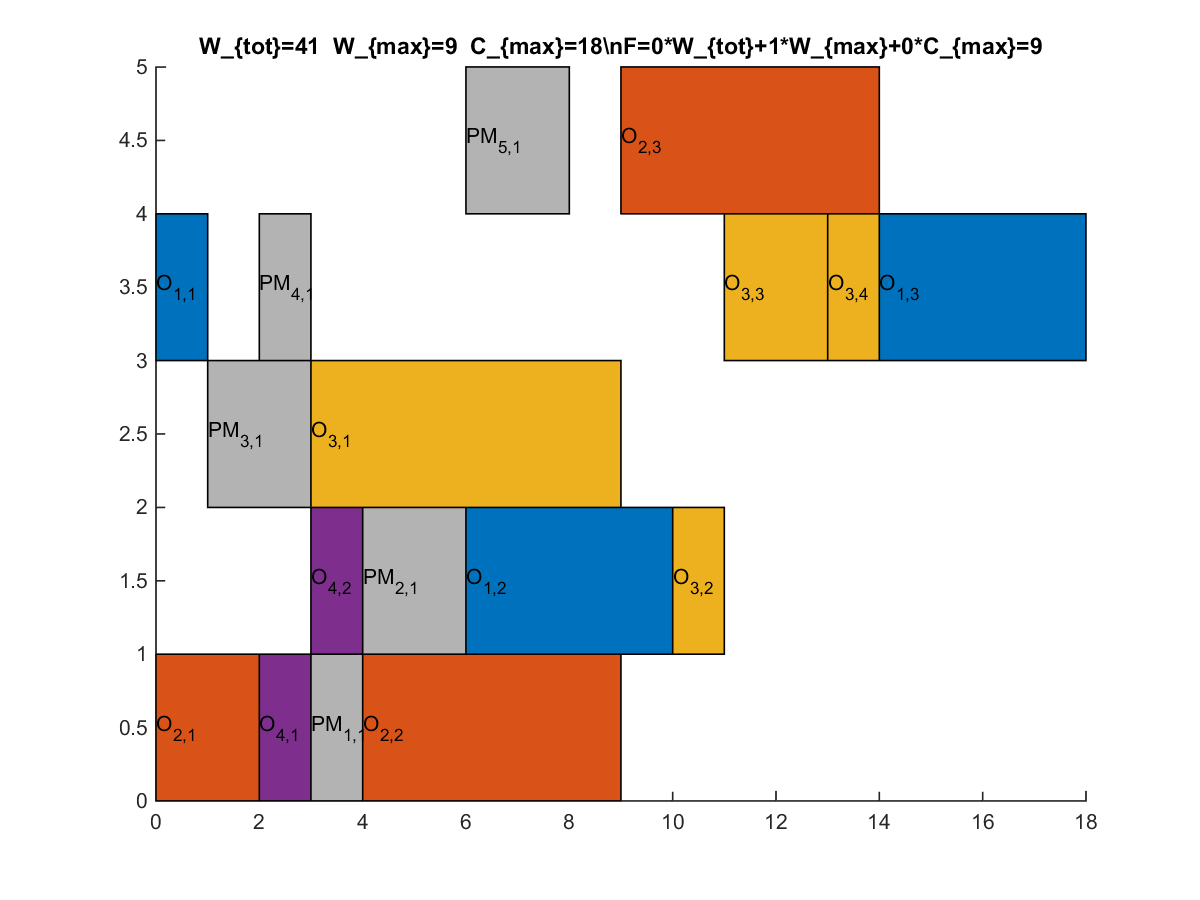 W_{tot}=41 W_{max}=9 C_{max}=18\nF=0*W_{tot}+1*W_{max}+0*C_{max}=9
5
PM5,1
O2,3
4.5
4
O1,1
PM4,1
O3,3
O3,4
O1,3
3.5
3
PM3,1
O3,1
2.5
2
O4,2
PM2,1
O1,2
O3,2
1.5
1
O2,1
O4,1
PM1,1
O2,2
0.5
0
0 2 4 6 8 10 12 14 16 18